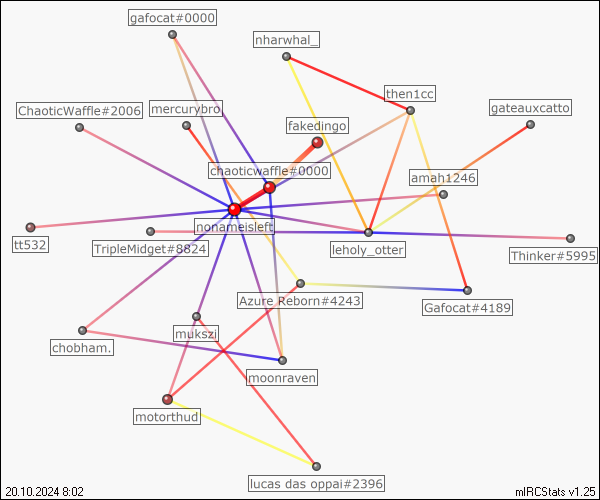 gafocat#0000
nharwhal_
then1cc
ChaoticWaffle#2006
mercurybro.
gateauxcatto
fakedingo
chaoticwaffle#0000
amah1246
nonameisleft
tt532
TripleMidget#8824
leholy_otter
Thinker#5995
Azure Reborn#4243
Gafocat#4189
mukszi
chobham.
moonraven
motorthud
lucas das oppai#2396
20.10.2024 8:02
mIRCStats v1.25